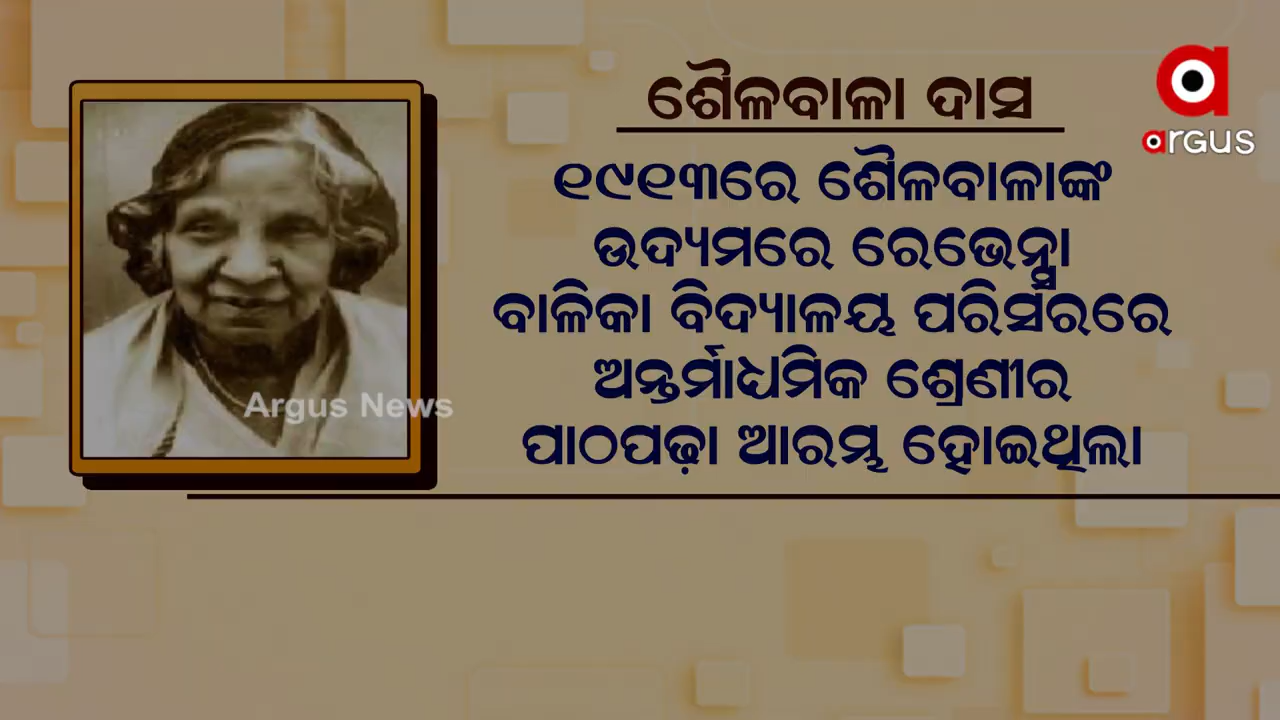 ଶୈଳବାଳା ଦାସ
argus
୧୯୧୩ରେ ଶୈଳବାଳାଙ୍କ
ଉଦ୍ୟମରେ ରେଭେନ୍ସା
ବାଳିକା ବିଦ୍ୟାଳୟ ପରିସରରେ
ଅନ୍ତର୍ମାଧ୍ୟମିକ ଶ୍ରେଣୀର
ପାଠପଢ଼ା ଆରମ୍ଭ ହୋଇଥିଲା
Argus News